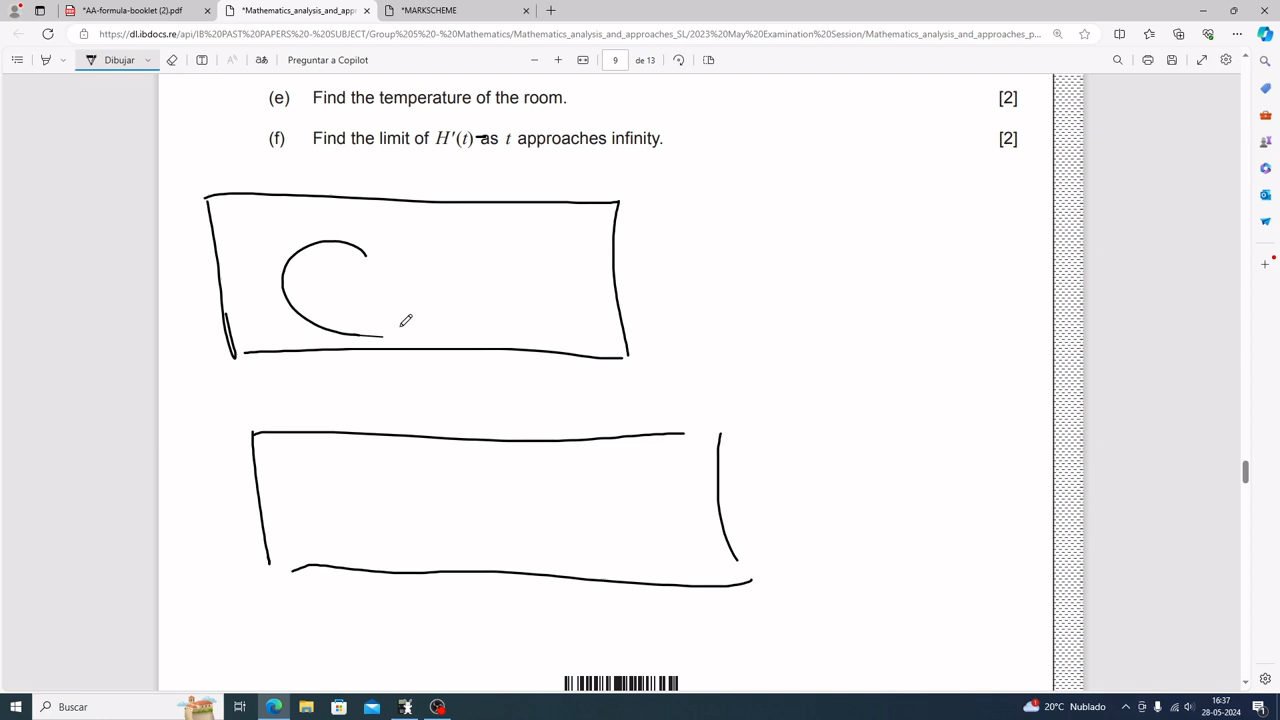 *AA-formula-booklet (2).pdf
*Mathematics_analysis_and_app
*MARKSCHEME
https://dl.ibdocs.re/api/IB%20PAST%20PAPERS%20-%20SUBJECT/Group%205%20-%20Mathematics/Mathematics_analysis_and_approaches_SL/2023%20May%20Examination%20Session/Mathematics_analysis_and_approaches_p...
Dibujar
Preguntar a Copilot
9 de 13
(e) Find the temperature of the room. [2]
(f) Find the limit of H′(t) as t approaches infinity. [2]
C
Buscar
20°C Nublado
16:37
28-05-2024